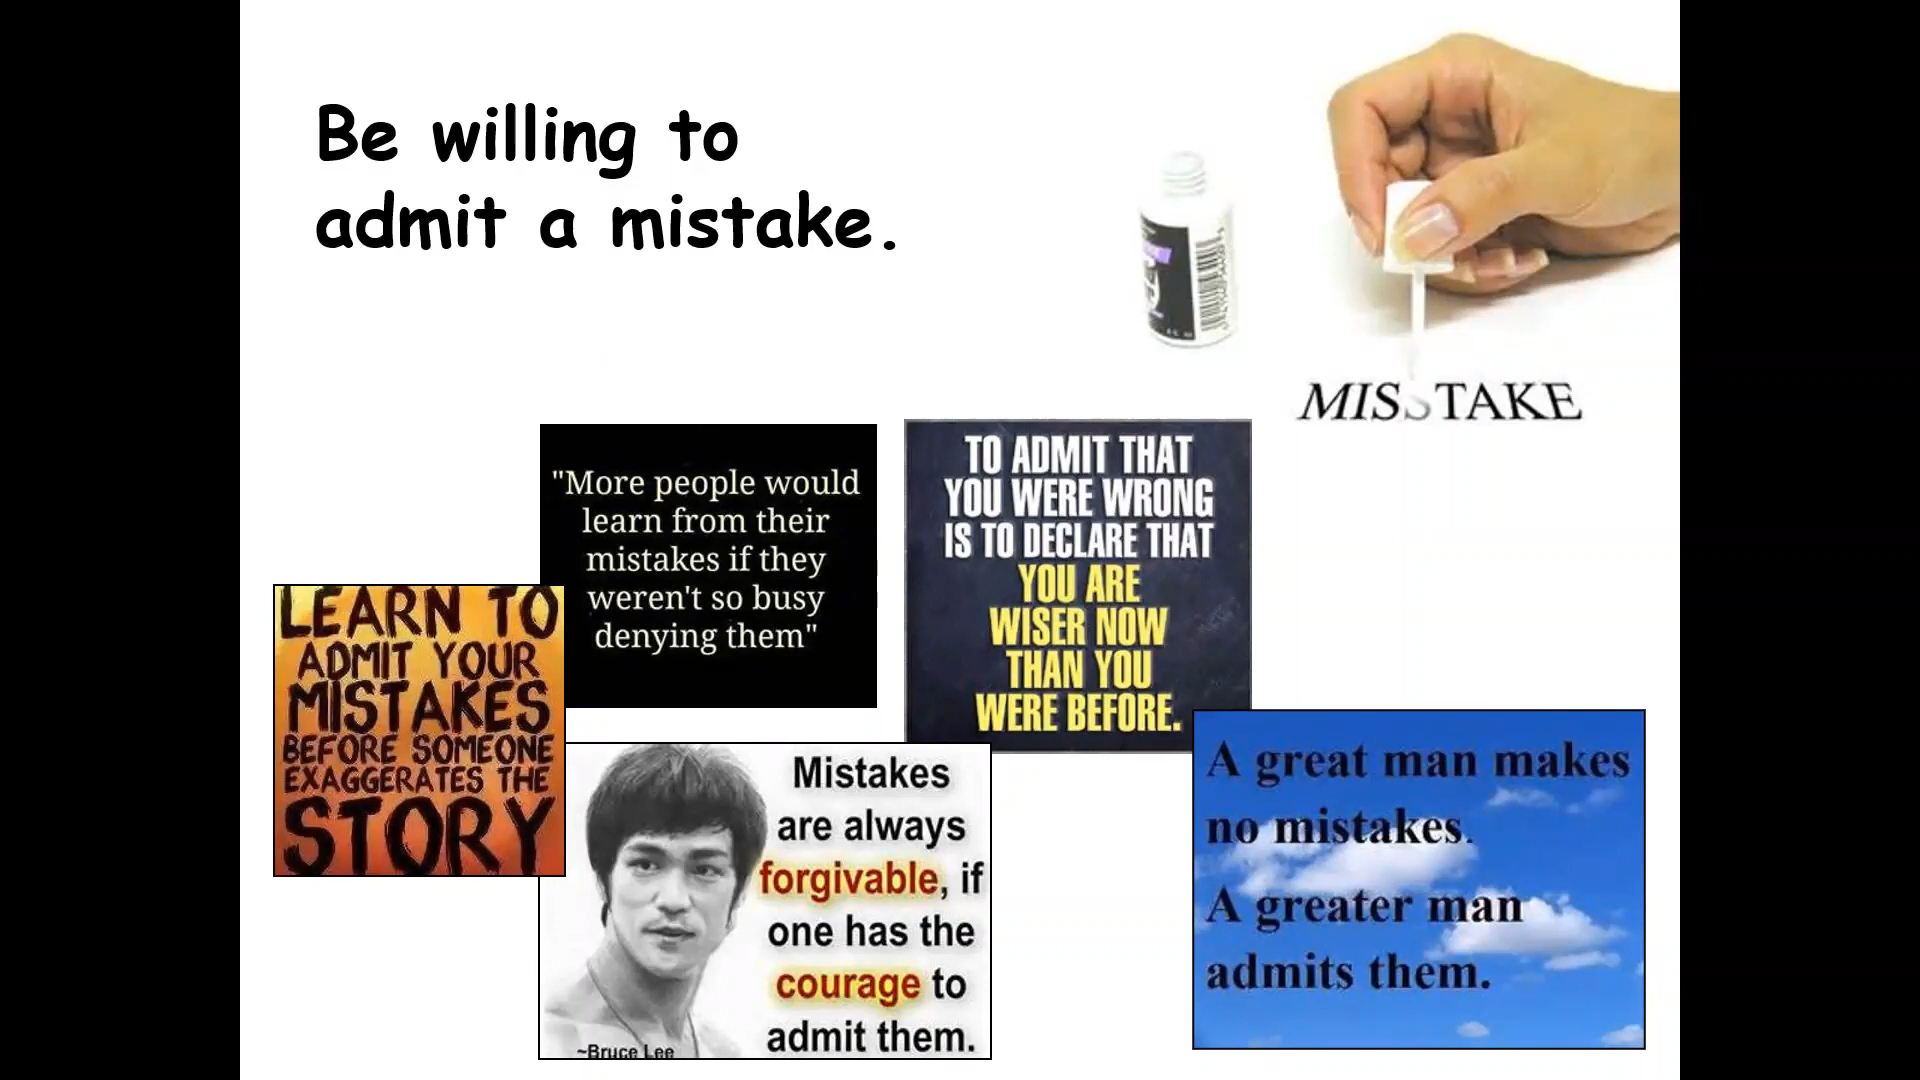 Be willing to
admit a mistake.
MISSTAKE
"More people would
learn from their
mistakes if they
weren't so busy
denying them"
TO ADMIT THAT
YOU WERE WRONG
IS TO DECLARE THAT
YOU ARE
WISER NOW
THAN YOU
WERE BEFORE.
LEARN TO
ADMIT YOUR
MISTAKES
BEFORE SOMEONE
EXAGGERATES THE
STORY
Mistakes
are always
forgivable, if
one has the
courage to
admit them.
~Bruce Lee
A great man makes
no mistakes.
A greater man
admits them.